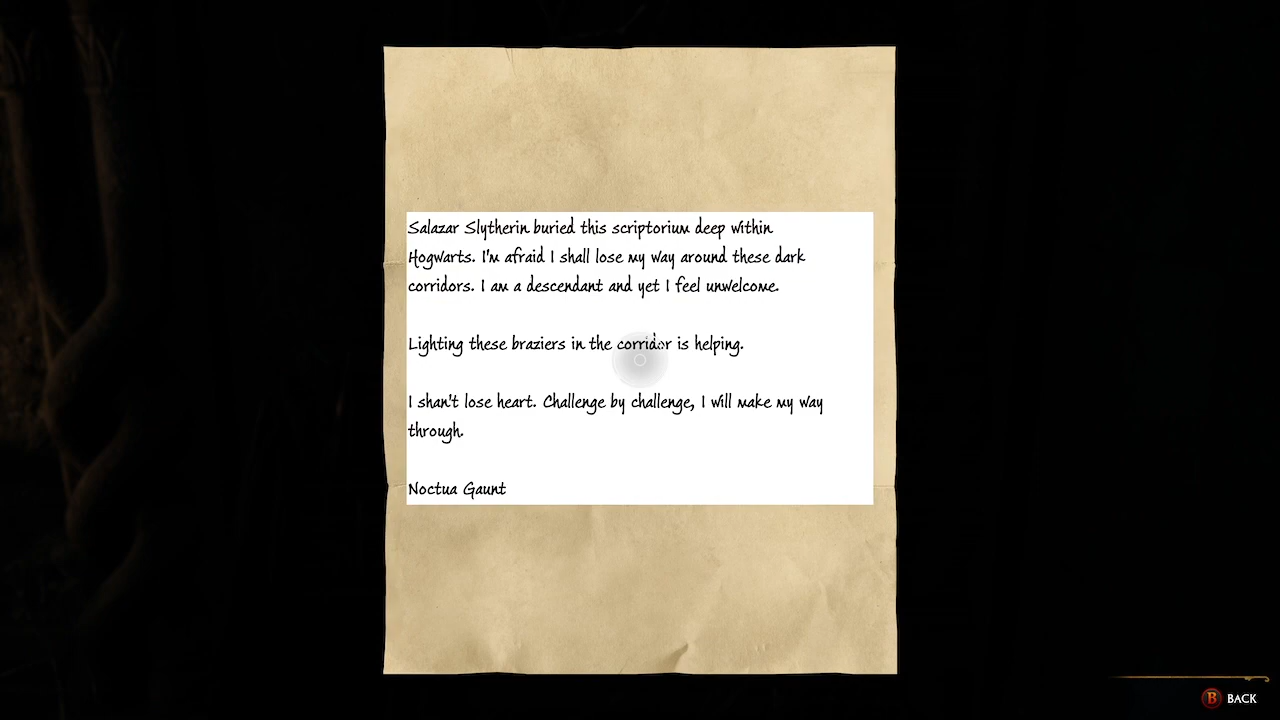 Salazar Slytherin buried this scriptorium deep within
Hogwarts. I'm afraid I shall lose my way around these dark
corridors. I am a descendant and yet I feel unwelcome.
Lighting these braziers in the corridor is helping.
I shan't lose heart. Challenge by challenge, I will make my way
through.
Noctua Gaunt
B BACK